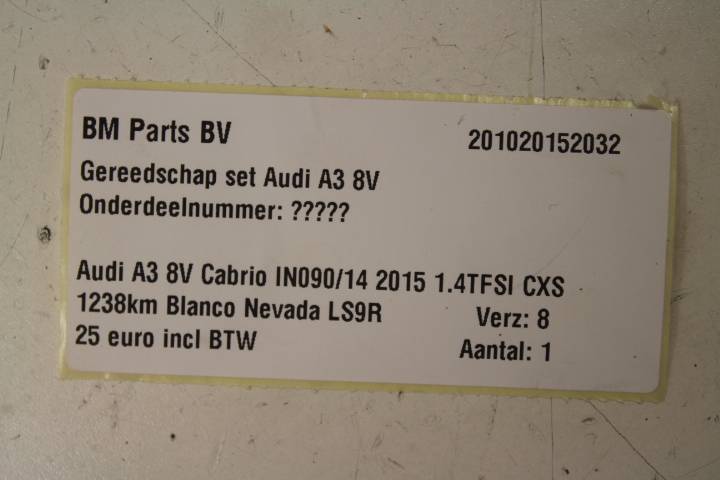 BM Parts BV 201020152032
Gereedschap set Audi A3 8V
Onderdeelnummer: ?????
Audi A3 8V Cabrio IN090/14 2015 1.4TFSI CXS
1238km Blanco Nevada LS9R Verz: 8
25 euro incl BTW Aantal: 1